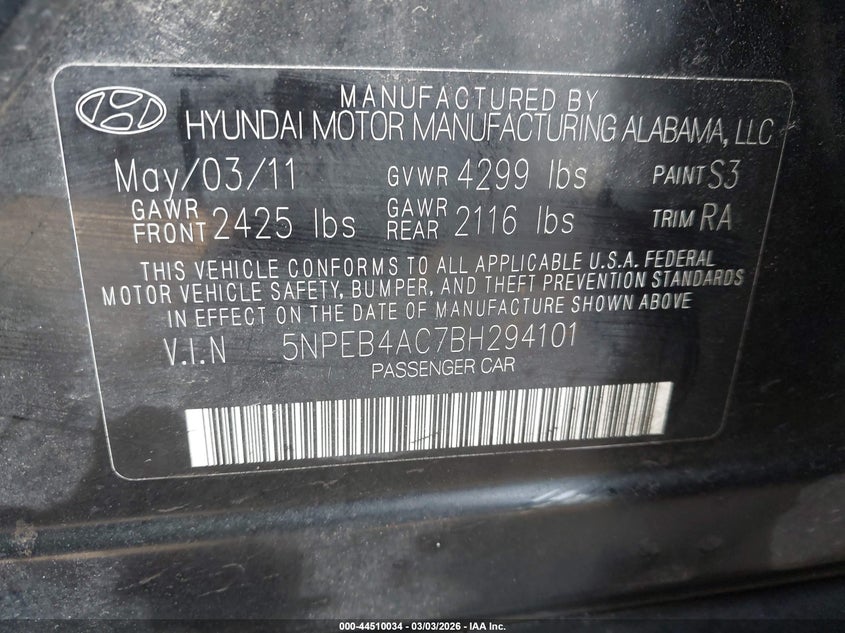 MANUFACTURED BY
HYUNDAI MOTOR MANUFACTURING ALABAMA, LLC
May/03/11 GVWR 4299 lbs PAINT S3
GAWR FRONT 2425 lbs GAWR REAR 2116 lbs TRIM RA
THIS VEHICLE CONFORMS TO ALL APPLICABLE U.S.A. FEDERAL
MOTOR VEHICLE SAFETY, BUMPER, AND THEFT PREVENTION STANDARDS
IN EFFECT ON THE DATE OF MANUFACTURE SHOWN ABOVE
V.I.N 5NPEB4AC7BH294101
PASSENGER CAR
000-44510034 - 03/03/2026 - IAA Inc.